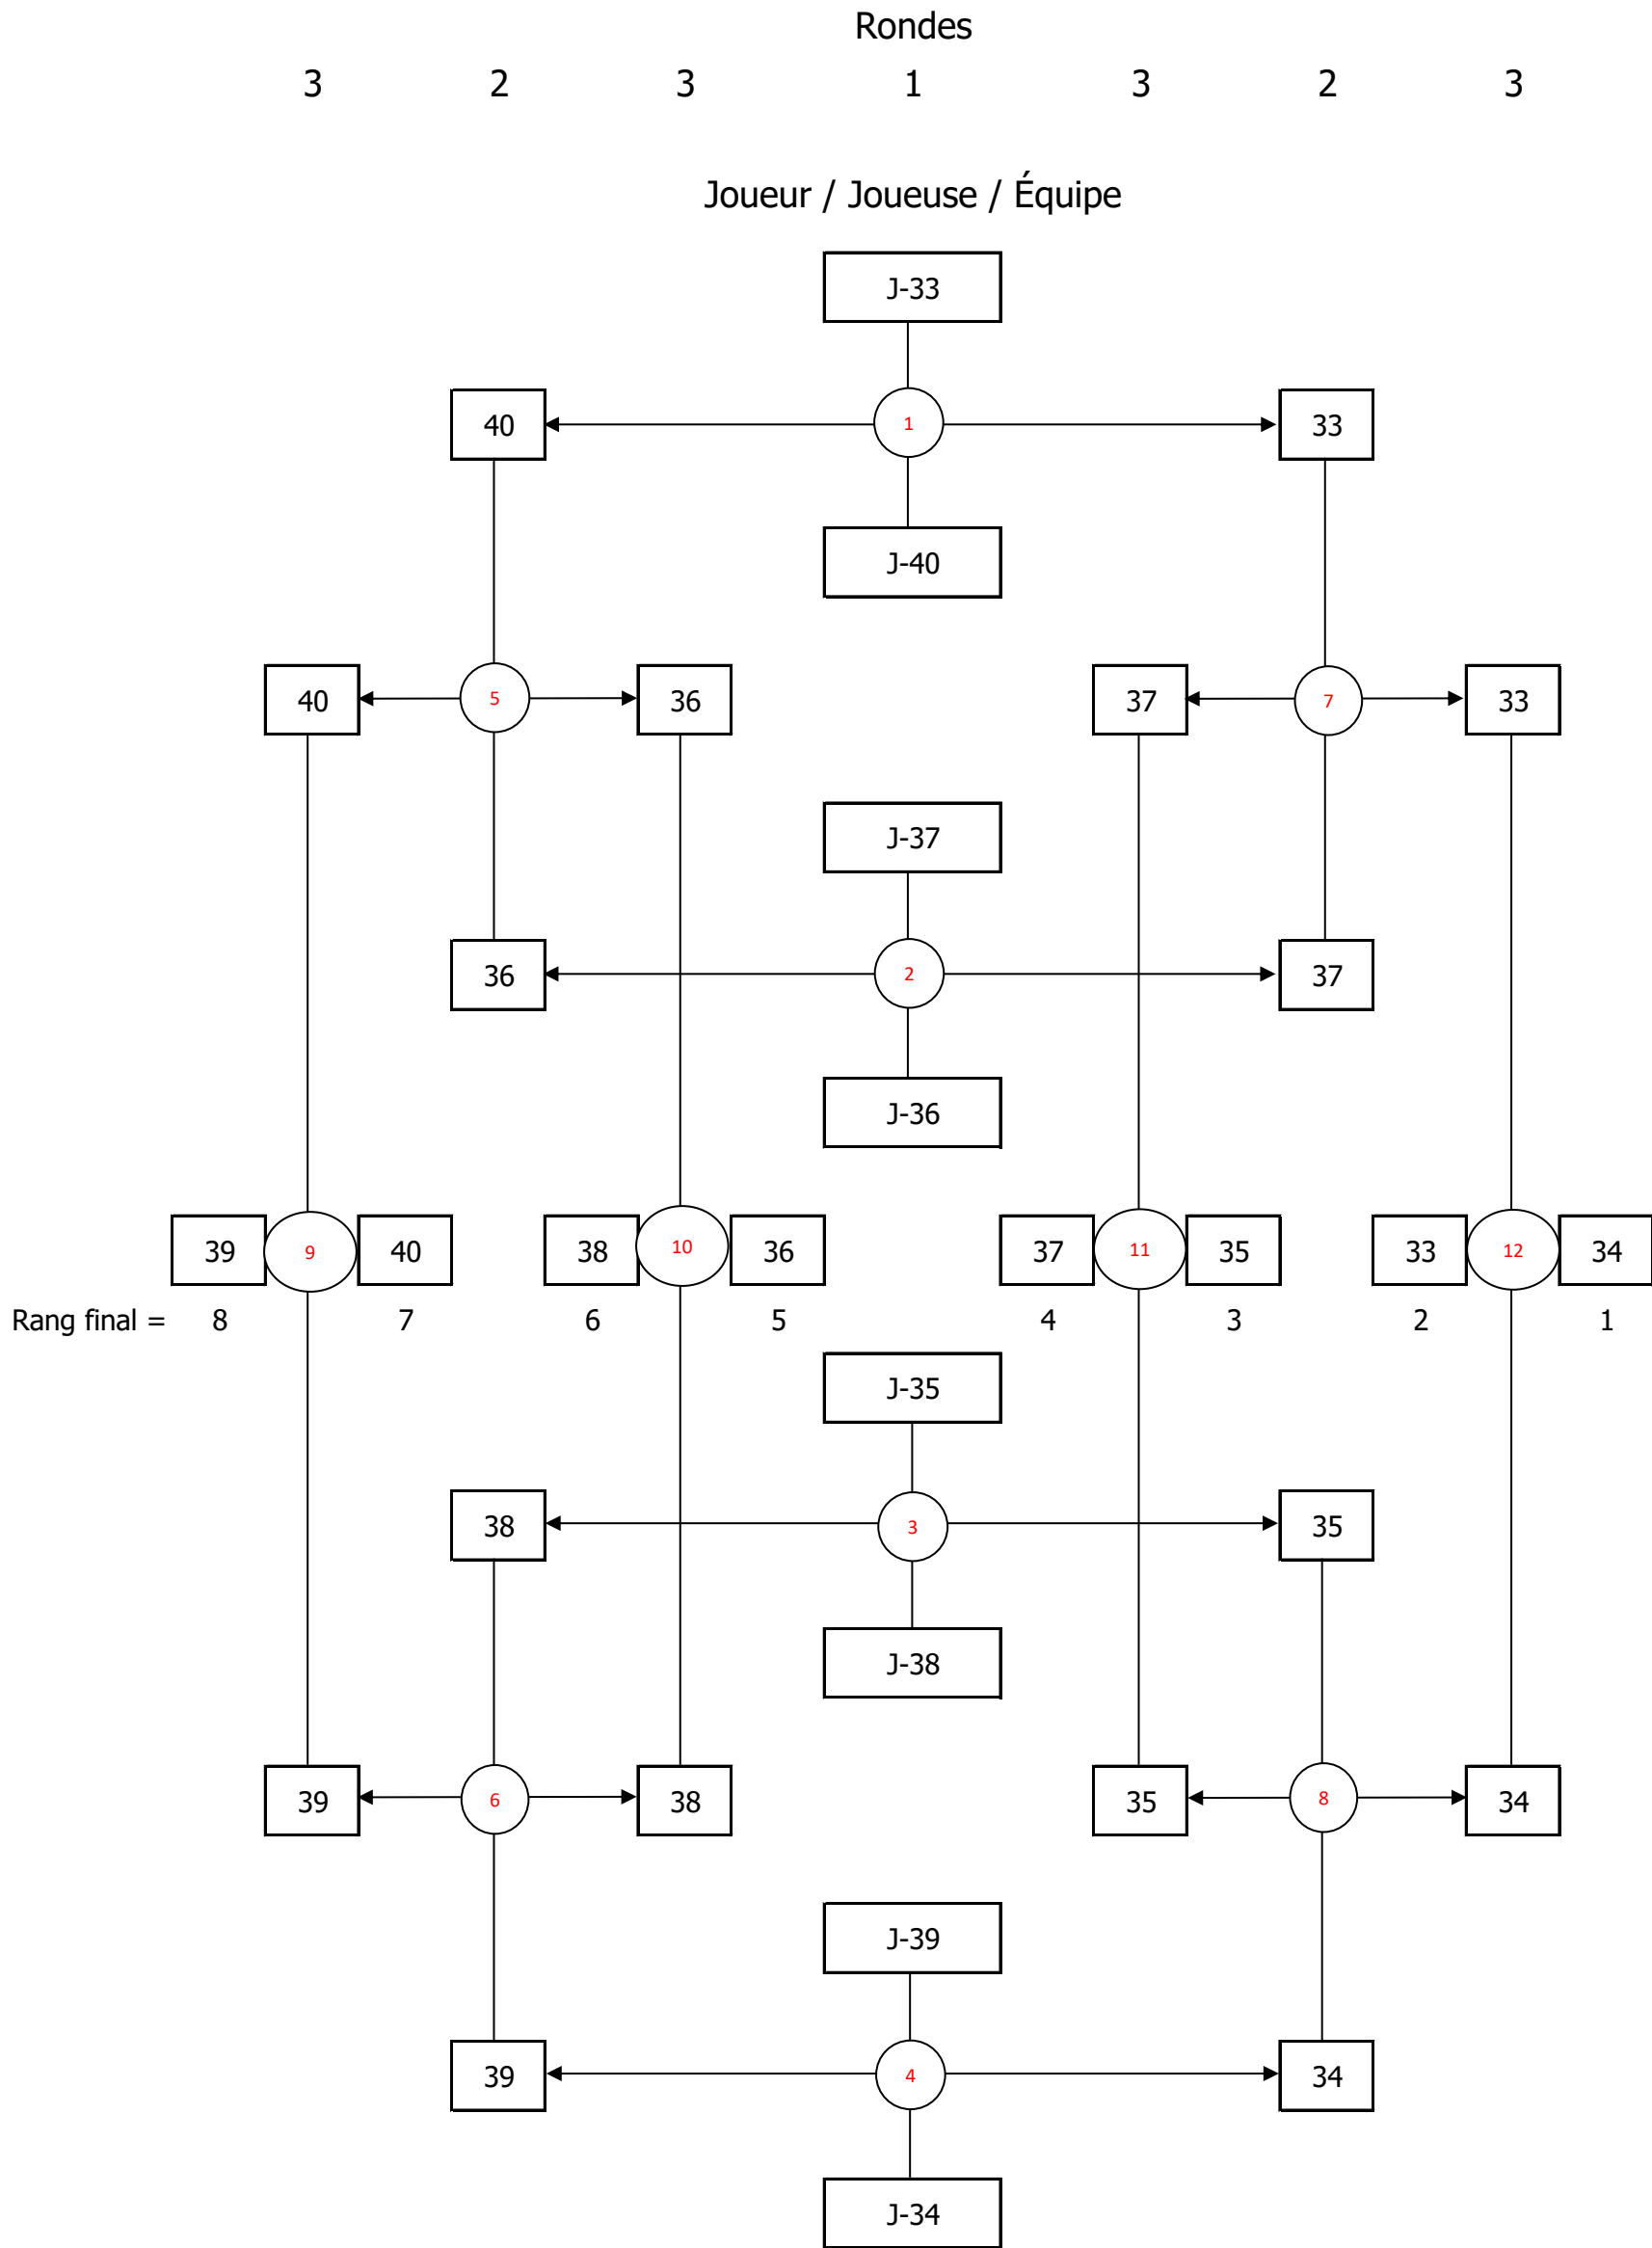 Rondes
3 2 3 1 3 2 3
Joueur / Joueuse / Équipe
J-33
40 1 33
J-40
40 5 36 37 7 33
J-37
36 2 37
J-36
39 9 40 38 10 36 37 11 35 33 12 34
Rang final = 8 7 6 5 4 3 2 1
J-35
38 3 35
J-38
39 6 38 35 8 34
J-39
39 4 34
J-34